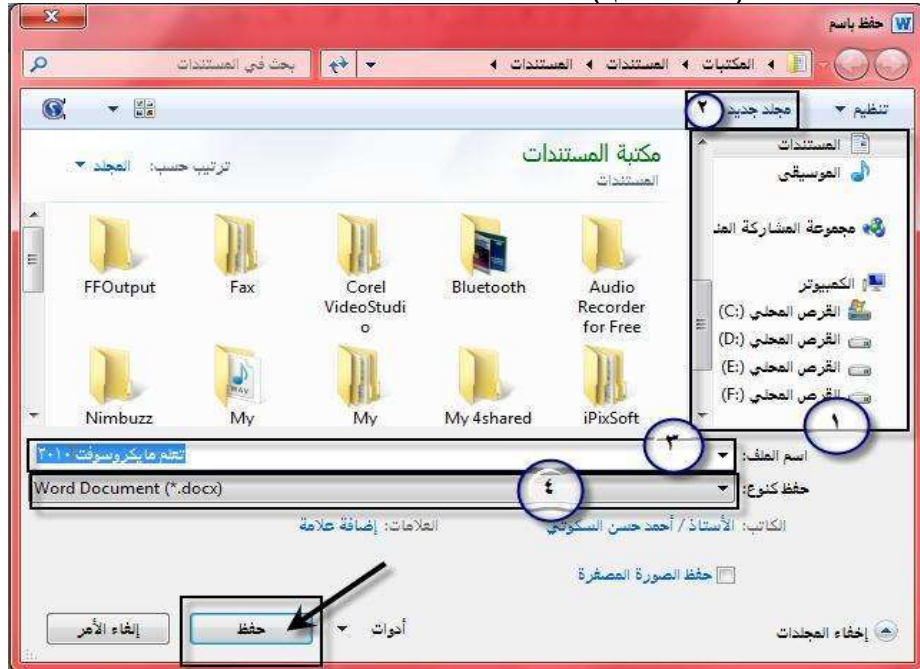 حفظ باسم
المكتبات
المستندات
المستندات
بحث في المستندات
تنظيم
مجلد جديد
٢
المستندات
الموسيقى
مجموعة المشاركة
الكمبيوتر
القرص المحلي (C:)
القرص المحلي (D:)
القرص المحلي (E:)
القرص المحلي (F:)
١
مكتبة المستندات
المستندات
ترتيب حسب: المجلد
Audio Recorder for Free
Bluetooth
Corel VideoStudi
o
Fax
FFOutput
iPixSoft
My 4shared
My
My
Nimbuzz
اسم الملف:
٣
تعلم مايكروسوفت ٢٠١٠
حفظ كنوع:
٤
Word Document (*.docx)
الكاتب: الأستاذ / أحمد حسن
العلامات: إضافة علامة
حفظ الصورة المصغرة
إخفاء المجلدات
أدوات
حفظ
إلغاء الأمر